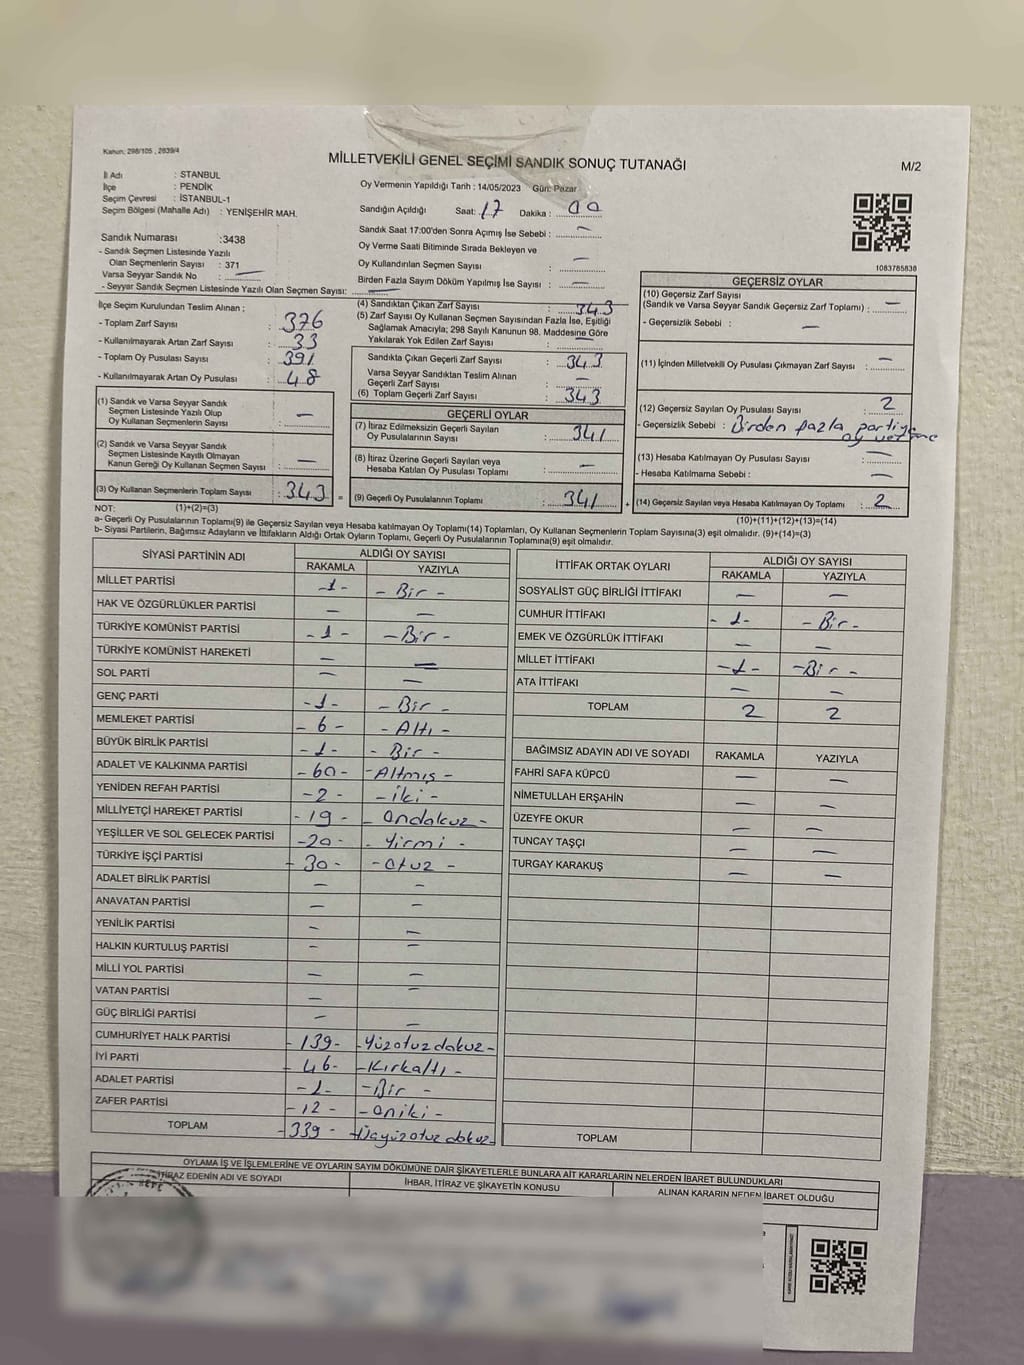 Kanun: 298/105 , 2839/4
MİLLETVEKİLİ GENEL SEÇİMİ SANDIK SONUÇ TUTANAĞI
M/2
İl Adı : STANBUL
İlçe : PENDİK
Seçim Çevresi : İSTANBUL-1
Seçim Bölgesi (Mahalle Adı) : YENİŞEHİR MAH.
Oy Vermenin Yapıldığı Tarih : 14/05/2023 Gün: Pazar
Sandığın Açıldığı Saat: 17 Dakika : 00
Sandık Saat 17:00'den Sonra Açımış İse Sebebi : —
Oy Verme Saati Bitiminde Sırada Bekleyen ve
Oy Kullandırılan Seçmen Sayısı : —
Birden Fazla Sayım Döküm Yapılmış İse Sayısı : —
1083785838
Sandık Numarası :3438
- Sandık Seçmen Listesinde Yazılı
Olan Seçmenlerin Sayısı : 371
Varsa Seyyar Sandık No : —
- Seyyar Sandık Seçmen Listesinde Yazılı Olan Seçmen Sayısı: —
İlçe Seçim Kurulundan Teslim Alınan ;
- Toplam Zarf Sayısı : 376
- Kullanılmayarak Artan Zarf Sayısı : 33
- Toplam Oy Pusulası Sayısı : 391
- Kullanılmayarak Artan Oy Pusulası : 48
(1) Sandık ve Varsa Seyyar Sandık
Seçmen Listesinde Yazılı Olup
Oy Kullanan Seçmenlerin Sayısı : —
(2) Sandık ve Varsa Seyyar Sandık
Seçmen Listesinde Kayıtlı Olmayan
Kanun Gereği Oy Kullanan Seçmen Sayısı : —
(3) Oy Kullanan Seçmenlerin Toplam Sayısı : 343
(1)+(2)=(3)
(4) Sandıktan Çıkan Zarf Sayısı : 343
(5) Zarf Sayısı Oy Kullanan Seçmen Sayısından Fazla İse, Eşitliği
Sağlamak Amacıyla; 298 Sayılı Kanunun 98. Maddesine Göre
Yakılarak Yok Edilen Zarf Sayısı : —
Sandıkta Çıkan Geçerli Zarf Sayısı : 343
Varsa Seyyar Sandıktan Teslim Alınan
Geçerli Zarf Sayısı : —
(6) Toplam Geçerli Zarf Sayısı : 343
GEÇERLİ OYLAR
(7) İtiraz Edilmeksizin Geçerli Sayılan
Oy Pusulalarının Sayısı : 341
(8) İtiraz Üzerine Geçerli Sayılan veya
Hesaba Katılan Oy Pusulası Toplamı : —
= (9) Geçerli Oy Pusulalarının Toplamı : 341 +
GEÇERSİZ OYLAR
(10) Geçersiz Zarf Sayısı
(Sandık ve Varsa Seyyar Sandık Geçersiz Zarf Toplamı) : —
- Geçersizlik Sebebi : —
(11) İçinden Milletvekili Oy Pusulası Çıkmayan Zarf Sayısı : —
(12) Geçersiz Sayılan Oy Pusulası Sayısı : 2
- Geçersizlik Sebebi : Birden fazla partiye
oy verme
(13) Hesaba Katılmayan Oy Pusulası Sayısı : —
- Hesaba Katılmama Sebebi : —
(14) Geçersiz Sayılan veya Hesaba Katılmayan Oy Toplamı : 2
(10)+(11)+(12)+(13)=(14)
NOT:
a- Geçerli Oy Pusulalarının Toplamı(9) ile Geçersiz Sayılan veya Hesaba katılmayan Oy Toplamı(14) Toplamları, Oy Kullanan Seçmenlerin Toplam Sayısına(3) eşit olmalıdır. (9)+(14)=(3)
b- Siyasi Partilerin, Bağımsız Adayların ve İttifakların Aldığı Ortak Oyların Toplamı, Geçerli Oy Pusulalarının Toplamına(9) eşit olmalıdır.
SİYASİ PARTİNİN ADI ALDIĞI OY SAYISI
RAKAMLA YAZIYLA
MİLLET PARTİSİ -1- - Bir -
HAK VE ÖZGÜRLÜKLER PARTİSİ — —
TÜRKİYE KOMÜNİST PARTİSİ -1- - Bir -
TÜRKİYE KOMÜNİST HAREKETİ — —
SOL PARTİ — —
GENÇ PARTİ -1- - Bir -
MEMLEKET PARTİSİ - 6 - - Altı -
BÜYÜK BİRLİK PARTİSİ -1- - Bir -
ADALET VE KALKINMA PARTİSİ -60- -Altmış -
YENİDEN REFAH PARTİSİ -2- - iki -
MİLLİYETÇİ HAREKET PARTİSİ -19- - Ondokuz -
YEŞİLLER VE SOL GELECEK PARTİSİ -20- - Yirmi -
TÜRKİYE İŞÇİ PARTİSİ - 30- - Otuz -
ADALET BİRLİK PARTİSİ — —
ANAVATAN PARTİSİ — —
YENİLİK PARTİSİ — —
HALKIN KURTULUŞ PARTİSİ — —
MİLLİ YOL PARTİSİ — —
VATAN PARTİSİ — —
GÜÇ BİRLİĞİ PARTİSİ — —
CUMHURİYET HALK PARTİSİ - 139- -Yüzotuzdokuz-
İYİ PARTİ - 46- -Kırkaltı -
ADALET PARTİSİ -1- -Bir -
ZAFER PARTİSİ -12- -Oniki -
TOPLAM -339- -Üçyüzotuzdokuz-
İTTİFAK ORTAK OYLARI ALDIĞI OY SAYISI
RAKAMLA YAZIYLA
SOSYALİST GÜÇ BİRLİĞİ İTTİFAKI — —
CUMHUR İTTİFAKI - 1- - Bir-
EMEK VE ÖZGÜRLÜK İTTİFAKI — —
MİLLET İTTİFAKI -1- -Bir -
ATA İTTİFAKI — —
TOPLAM 2 2
BAĞIMSIZ ADAYIN ADI VE SOYADI RAKAMLA YAZIYLA
FAHRİ SAFA KÜPCÜ — —
NİMETULLAH ERŞAHİN — —
ÜZEYFE OKUR — —
TUNCAY TAŞÇI — —
TURGAY KARAKUŞ — —
TOPLAM
OYLAMA İŞ VE İŞLEMLERİNE VE OYLARIN SAYIM DÖKÜMÜNE DAİR ŞİKAYETLERLE BUNLARA AİT KARARLARIN NELERDEN İBARET BULUNDUKLARI
İTİRAZ EDENİN ADI VE SOYADI İHBAR, İTİRAZ VE ŞİKAYETİN KONUSU ALINAN KARARIN NEDEN İBARET OLDUĞU